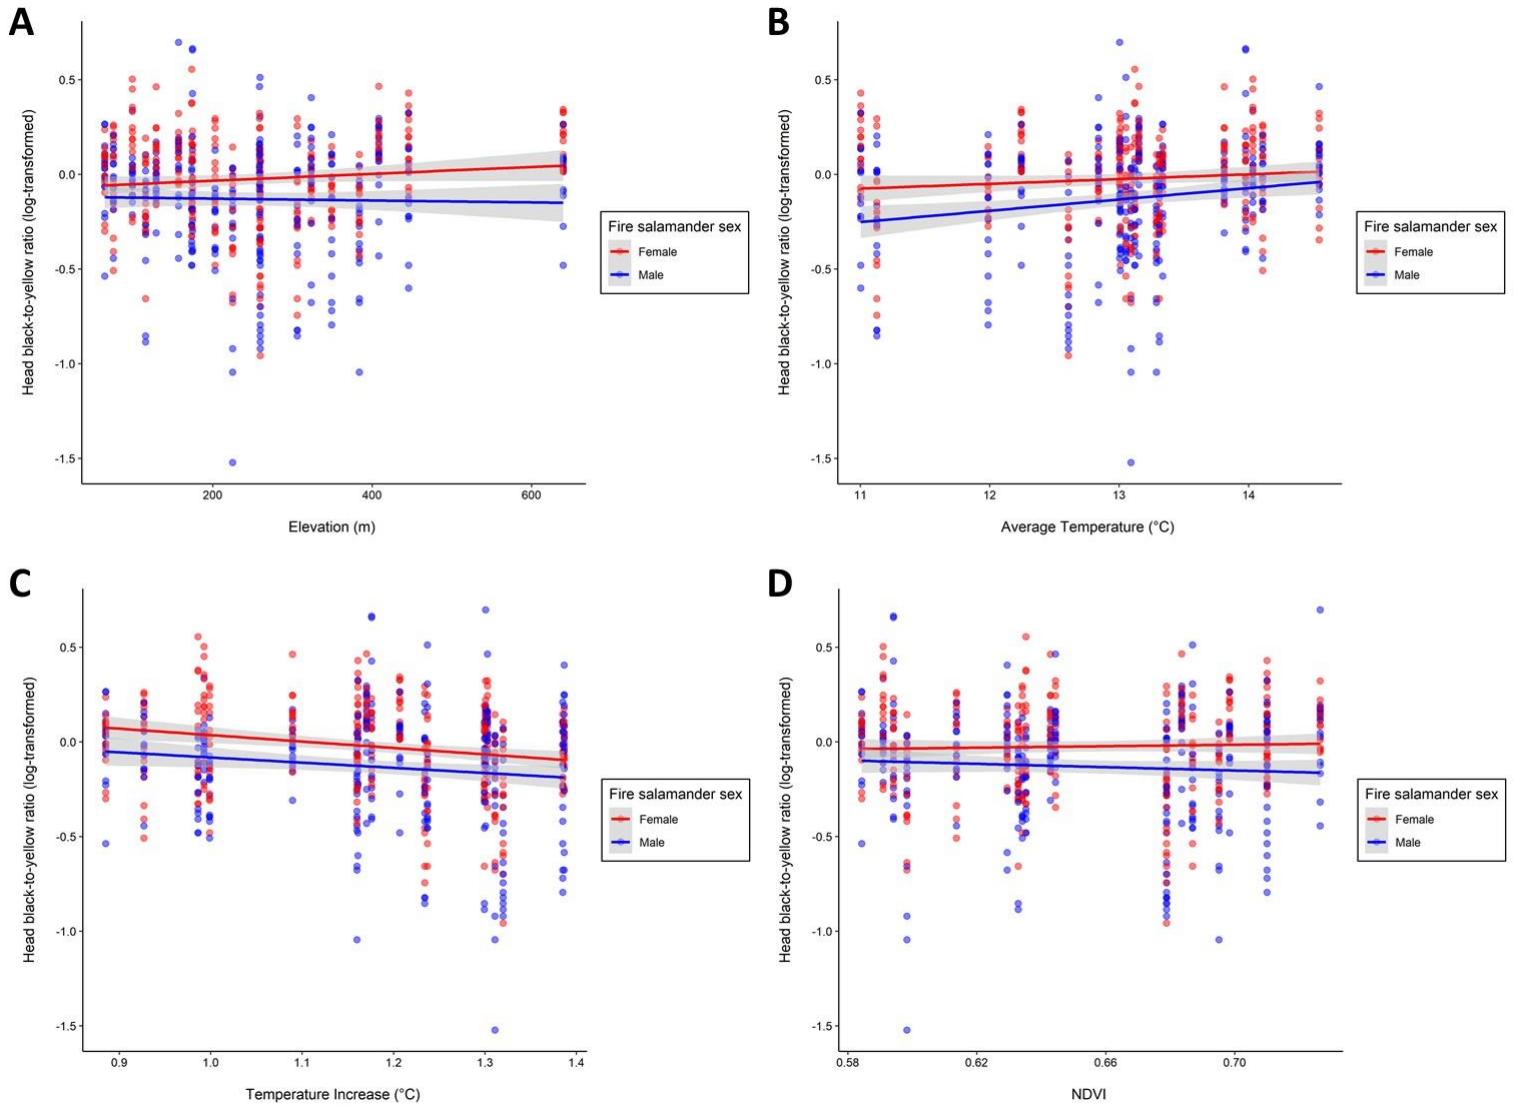 A
Head black-to-yellow ratio (log-transformed)
0.5
0.0
-0.5
-1.0
-1.5
200
400
600
Elevation (m)
Fire salamander sex
Female
Male
B
Head black-to-yellow ratio (log-transformed)
0.5
0.0
-0.5
-1.0
-1.5
11
12
13
14
Average Temperature (°C)
Fire salamander sex
Female
Male
C
Head black-to-yellow ratio (log-transformed)
0.5
0.0
-0.5
-1.0
-1.5
0.9
1.0
1.1
1.2
1.3
1.4
Temperature Increase (°C)
Fire salamander sex
Female
Male
D
Head black-to-yellow ratio (log-transformed)
0.5
0.0
-0.5
-1.0
-1.5
0.58
0.62
0.66
0.70
NDVI
Fire salamander sex
Female
Male